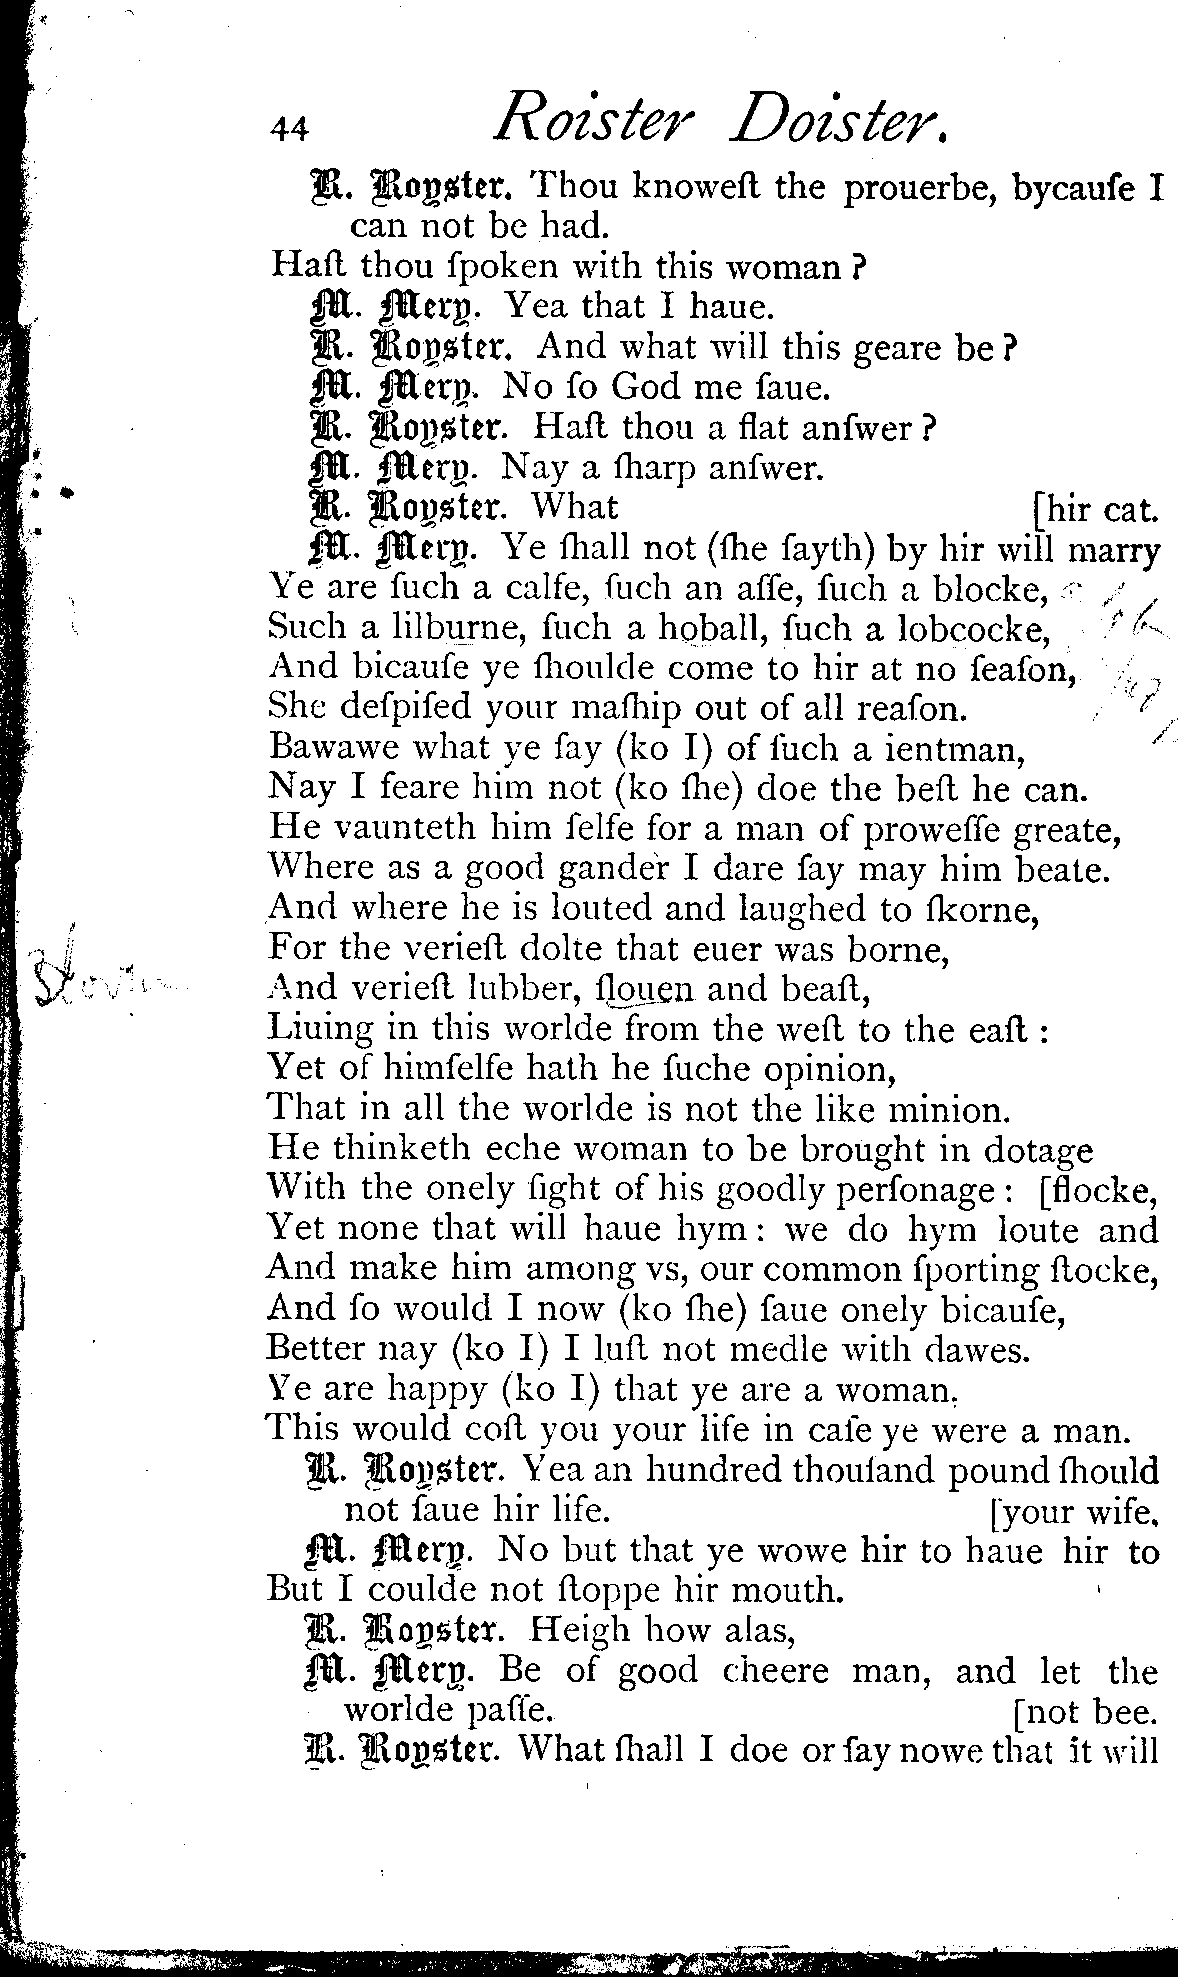 44 Roister Doister.
R. Royster. Thou knoweſt the prouerbe, bycauſe I
can not be had.
Haſt thou ſpoken with this woman?
M. Mery. Yea that I haue.
R. Royster. And what will this geare be?
M. Mery. No ſo God me ſaue.
R. Royster. Haſt thou a flat anſwer?
M. Mery. Nay a ſharp anſwer.
R. Royster. What [hir cat.
M. Mery. Ye ſhall not (ſhe ſayth) by hir will marry
Ye are ſuch a calfe, ſuch an aſſe, ſuch a blocke,
Such a lilburne, ſuch a hoball, ſuch a lobcocke,
And bicauſe ye ſhoulde come to hir at no ſeaſon,
She deſpiſed your maſhip out of all reaſon.
Bawawe what ye ſay (ko I) of ſuch a ientman,
Nay I feare him not (ko ſhe) doe the beſt he can.
He vaunteth him ſelfe for a man of proweſſe greate,
Where as a good gander I dare ſay may him beate.
And where he is louted and laughed to ſkorne,
For the verieſt dolte that euer was borne,
Sloven
And verieſt lubber, ſlouen and beaſt,
Liuing in this worlde from the weſt to the eaſt :
Yet of himſelfe hath he ſuche opinion,
That in all the worlde is not the like minion.
He thinketh eche woman to be brought in dotage
With the onely ſight of his goodly perſonage : [flocke,
Yet none that will haue hym : we do hym loute and
And make him among vs, our common ſporting ſtocke,
And ſo would I now (ko ſhe) ſaue onely bicauſe,
Better nay (ko I) I luſt not medle with dawes.
Ye are happy (ko I) that ye are a woman.
This would coſt you your life in caſe ye were a man.
R. Royster. Yea an hundred thouſand pound ſhould
not ſaue hir life. [your wife.
M. Mery. No but that ye wowe hir to haue hir to
But I coulde not ſtoppe hir mouth.
R. Royster. Heigh how alas,
M. Mery. Be of good cheere man, and let the
worlde paſſe. [not bee.
R. Royster. What ſhall I doe or ſay nowe that it will